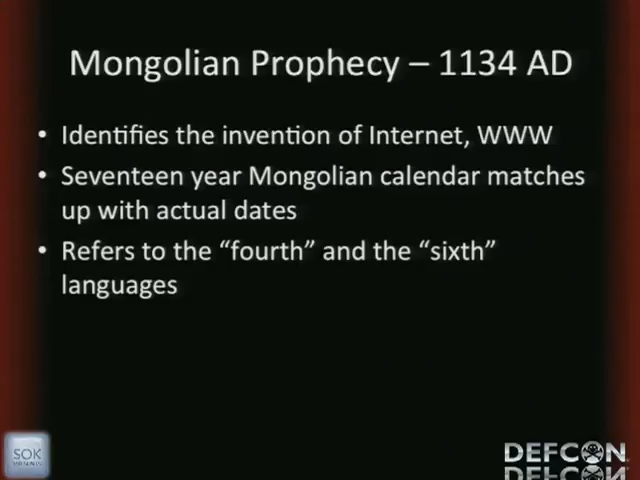 Mongolian Prophecy – 1134 AD
• Identifies the invention of Internet, WWW
• Seventeen year Mongolian calendar matches
up with actual dates
• Refers to the “fourth” and the “sixth”
languages
SOK
DEFCON